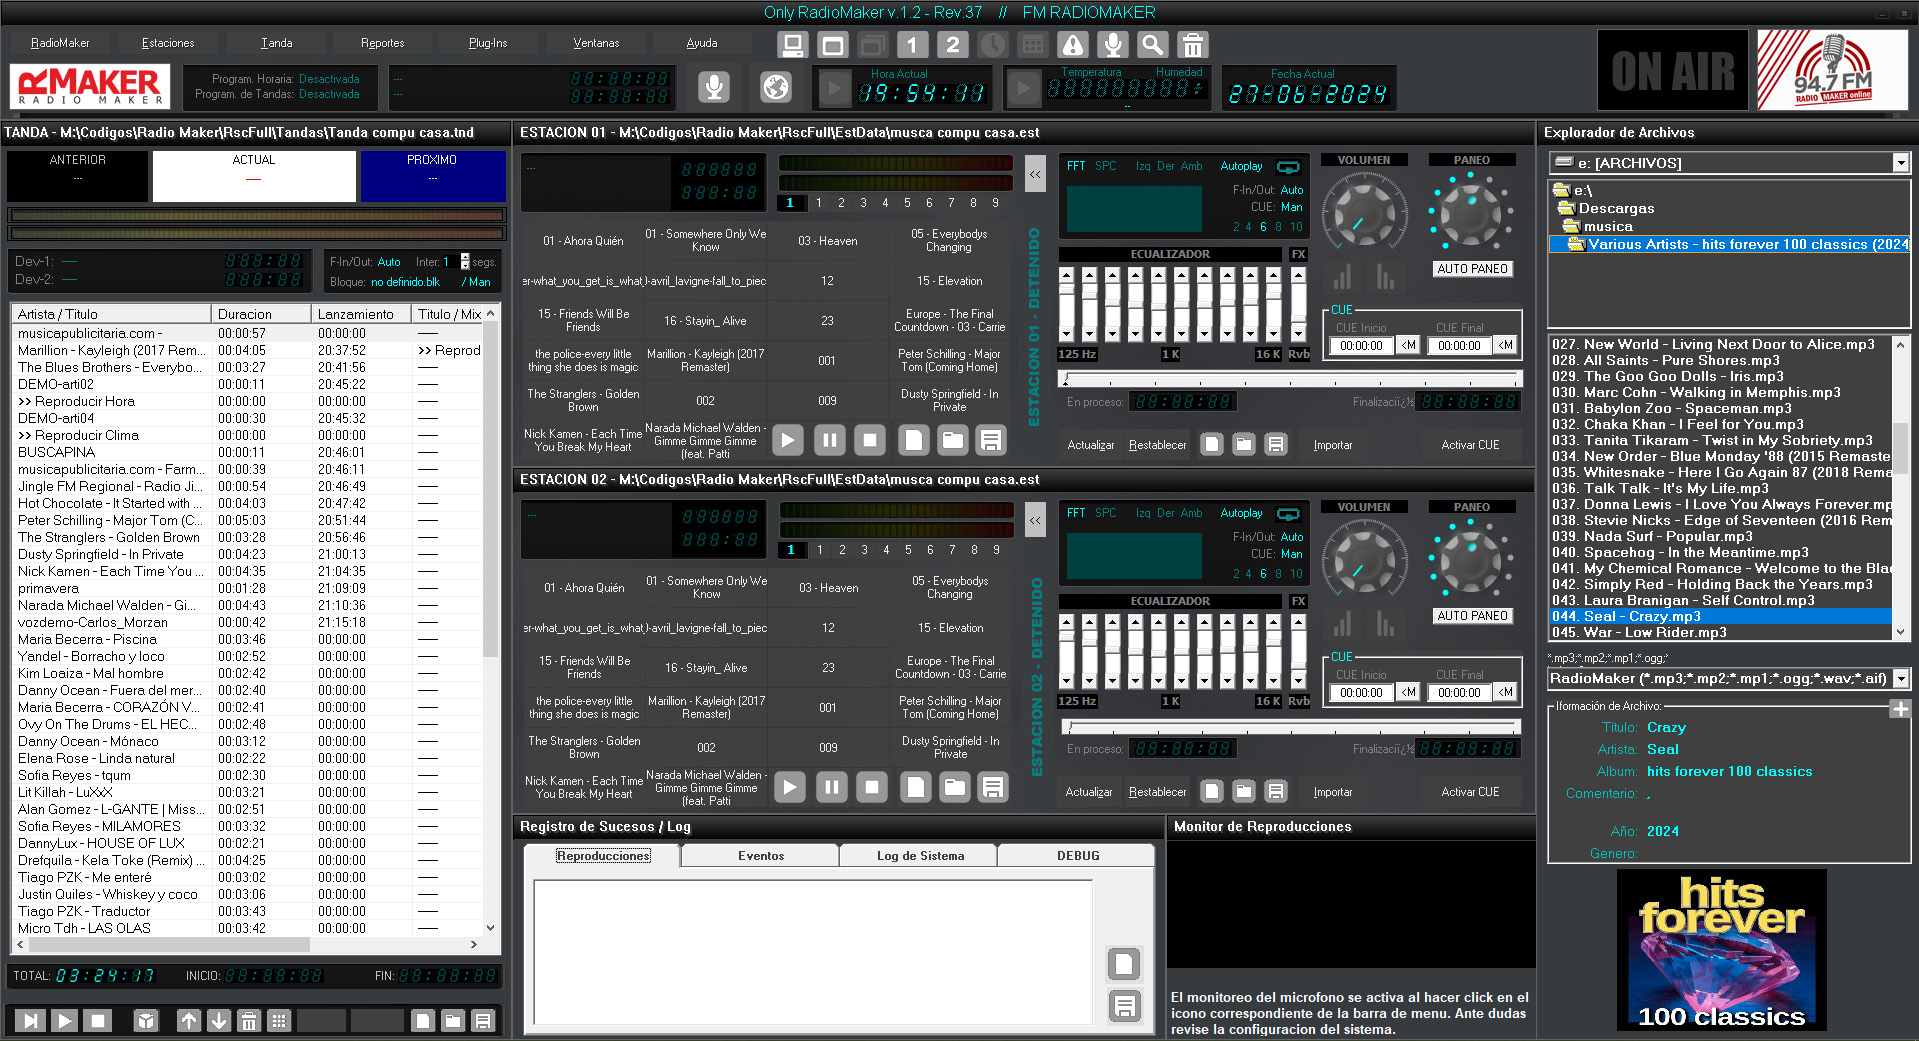 Only RadioMaker v.1.2 - Rev.37 // FM RADIOMAKER
RadioMaker Estaciones Tanda Reportes Plug-Ins Ventanas Ayuda
1 2
ON AIR
94.7 FM
RADIO MAKER online
RMAKER
RADIO MAKER
Program. Horaria: Desactivada
Program. de Tandas: Desactivada
Hora Actual
19:54:11
Temperatura Humedad
Fecha Actual
27-06-2024
TANDA - M:\Codigos\Radio Maker\RscFull\Tandas\Tanda compu casa.tnd
ANTERIOR ACTUAL PROXIMO
Dev-1: —
Dev-2: —
F-In/Out: Auto Inter: 1 segs.
Bloque: no definido.blk / Man
Artista / Titulo Duracion Lanzamiento Titulo / Mix
musicapublicitaria.com - 00:00:57 00:00:00 ——
Marillion - Kayleigh (2017 Rem... 00:04:05 20:37:52 >> Reprod
The Blues Brothers - Everybo... 00:03:27 20:41:56 ——
DEMO-arti02 00:00:11 20:45:22 ——
>> Reproducir Hora 00:00:00 00:00:00 ——
DEMO-arti04 00:00:30 20:45:32 ——
>> Reproducir Clima 00:00:00 00:00:00 ——
BUSCAPINA 00:00:11 20:46:01 ——
musicapublicitaria.com - Farm... 00:00:39 20:46:11 ——
Jingle FM Regional - Radio Ji... 00:00:54 20:46:49 ——
Hot Chocolate - It Started with ... 00:04:03 20:47:42 ——
Peter Schilling - Major Tom (C... 00:05:03 20:51:44 ——
The Stranglers - Golden Brown 00:03:28 20:56:46 ——
Dusty Springfield - In Private 00:04:23 21:00:13 ——
Nick Kamen - Each Time You ... 00:04:35 21:04:35 ——
primavera 00:01:28 21:09:09 ——
Narada Michael Walden - Gi... 00:04:43 21:10:36 ——
vozdemo-Carlos_Morzan 00:00:42 21:15:18 ——
Maria Becerra - Piscina 00:03:46 00:00:00 ——
Yandel - Borracho y loco 00:02:52 00:00:00 ——
Kim Loaiza - Mal hombre 00:02:42 00:00:00 ——
Danny Ocean - Fuera del mer... 00:02:40 00:00:00 ——
Maria Becerra - CORAZÓN V... 00:02:41 00:00:00 ——
Ovy On The Drums - EL HEC... 00:02:48 00:00:00 ——
Danny Ocean - Mónaco 00:03:12 00:00:00 ——
Elena Rose - Linda natural 00:02:22 00:00:00 ——
Sofia Reyes - tqum 00:02:30 00:00:00 ——
Lit Killah - LuXxX 00:03:21 00:00:00 ——
Alan Gomez - L-GANTE | Miss... 00:02:51 00:00:00 ——
Sofia Reyes - MILAMORES 00:03:32 00:00:00 ——
DannyLux - HOUSE OF LUX 00:02:21 00:00:00 ——
Drefquila - Kela Toke (Remix) ... 00:04:25 00:00:00 ——
Tiago PZK - Me enteré 00:03:02 00:00:00 ——
Justin Quiles - Whiskey y coco 00:03:06 00:00:00 ——
Tiago PZK - Traductor 00:03:43 00:00:00 ——
Micro Tdh - LAS OLAS 00:03:42 00:00:00 ——
TOTAL: 03:24:17 INICIO: FIN:
ESTACION 01 - M:\Codigos\Radio Maker\RscFull\EstData\musca compu casa.est
<<
1 1 2 3 4 5 6 7 8 9
01 - Ahora Quién
01 - Somewhere Only We Know
03 - Heaven
05 - Everybodys Changing
er-what_you_get_is_what
)-avril_lavigne-fall_to_piec
12
15 - Elevation
15 - Friends Will Be Friends
16 - Stayin_ Alive
23
Europe - The Final Countdown - 03 - Carrie
the police-every little thing she does is magic
Marillion - Kayleigh (2017 Remaster)
001
Peter Schilling - Major Tom (Coming Home)
The Stranglers - Golden Brown
002
009
Dusty Springfield - In Private
Nick Kamen - Each Time You Break My Heart
Narada Michael Walden - Gimme Gimme Gimme (feat. Patti
ESTACION 01 - DETENIDO
FFT SPC Izq Der Amb Autoplay
F-In/Out: Auto
CUE: Man
2 4 6 8 10
VOLUMEN PANEO
AUTO PANEO
ECUALIZADOR FX
125 Hz 1 K 16 K Rvb
CUE
CUE Inicio CUE Final
00:00:00 <M 00:00:00 <M
En proceso: Finalizaciï¿½
Actualizar Restablecer Importar Activar CUE
ESTACION 02 - M:\Codigos\Radio Maker\RscFull\EstData\musca compu casa.est
<<
1 1 2 3 4 5 6 7 8 9
01 - Ahora Quién
01 - Somewhere Only We Know
03 - Heaven
05 - Everybodys Changing
er-what_you_get_is_what
)-avril_lavigne-fall_to_piec
12
15 - Elevation
15 - Friends Will Be Friends
16 - Stayin_ Alive
23
Europe - The Final Countdown - 03 - Carrie
the police-every little thing she does is magic
Marillion - Kayleigh (2017 Remaster)
001
Peter Schilling - Major Tom (Coming Home)
The Stranglers - Golden Brown
002
009
Dusty Springfield - In Private
Nick Kamen - Each Time You Break My Heart
Narada Michael Walden - Gimme Gimme Gimme (feat. Patti
ESTACION 02 - DETENIDO
FFT SPC Izq Der Amb Autoplay
F-In/Out: Auto
CUE: Man
2 4 6 8 10
VOLUMEN PANEO
AUTO PANEO
ECUALIZADOR FX
125 Hz 1 K 16 K Rvb
CUE
CUE Inicio CUE Final
00:00:00 <M 00:00:00 <M
En proceso: Finalizaciï¿½
Actualizar Restablecer Importar Activar CUE
Registro de Sucesos / Log
Reproducciones Eventos Log de Sistema DEBUG
Monitor de Reproducciones
El monitoreo del microfono se activa al hacer click en el
icono correspondiente de la barra de menu. Ante dudas
revise la configuracion del sistema.
Explorador de Archivos
e: [ARCHIVOS]
e:\
Descargas
musica
Various Artists - hits forever 100 classics (2024
027. New World - Living Next Door to Alice.mp3
028. All Saints - Pure Shores.mp3
029. The Goo Goo Dolls - Iris.mp3
030. Marc Cohn - Walking in Memphis.mp3
031. Babylon Zoo - Spaceman.mp3
032. Chaka Khan - I Feel for You.mp3
033. Tanita Tikaram - Twist in My Sobriety.mp3
034. New Order - Blue Monday '88 (2015 Remaste
035. Whitesnake - Here I Go Again 87 (2018 Rema
036. Talk Talk - It's My Life.mp3
037. Donna Lewis - I Love You Always Forever.mp
038. Stevie Nicks - Edge of Seventeen (2016 Rem
039. Nada Surf - Popular.mp3
040. Spacehog - In the Meantime.mp3
041. My Chemical Romance - Welcome to the Bla
042. Simply Red - Holding Back the Years.mp3
043. Laura Branigan - Self Control.mp3
044. Seal - Crazy.mp3
045. War - Low Rider.mp3
*.mp3;*.mp2;*.mp1;*.ogg;*
RadioMaker (*.mp3;*.mp2;*.mp1;*.ogg;*.wav;*.aif)
Iformación de Archivo:
Título: Crazy
Artista: Seal
Album: hits forever 100 classics
Comentario: ,
Año: 2024
Genero:
hits
forever
100 classics